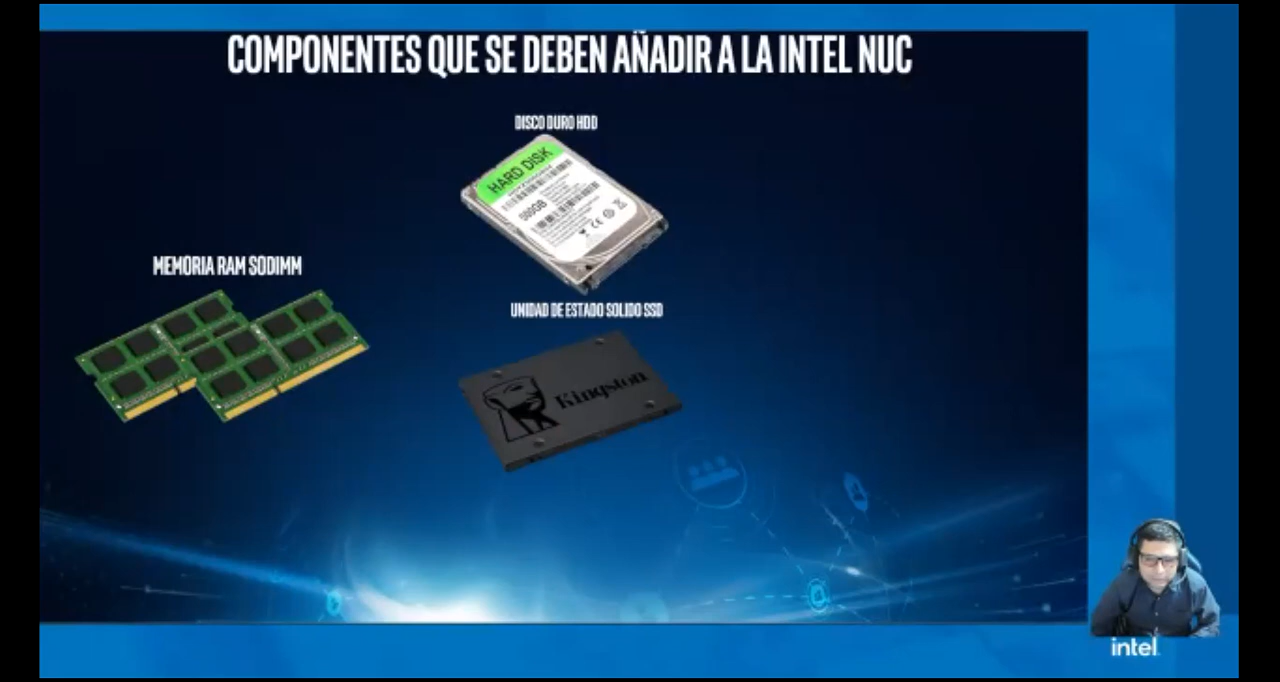 COMPONENTES QUE SE DEBEN AÑADIR A LA INTEL NUC
DISCO DURO HDD
HARD DISK
500GB
MEMORIA RAM SODIMM
UNIDAD DE ESTADO SOLIDO SSD
Kingston
intel